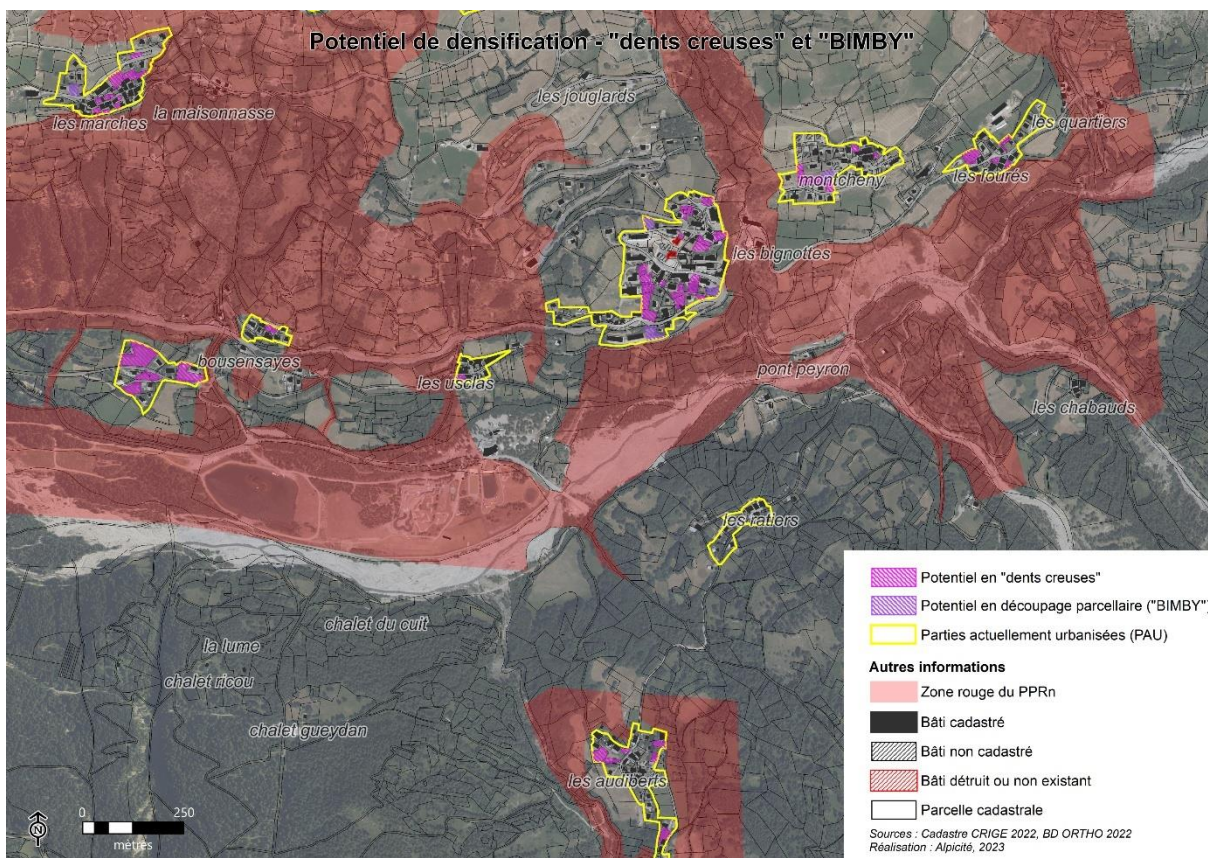 Potentiel de densification - "dents creuses" et "BIMBY"
les jouglards
la maisonnasse
les marches
les quartiers
montcheny
les fourés
les bignottes
bousensayes
les usclas
pont peyron
les chabauds
les ratiers
chalet du cuit
la lume
chalet ricou
chalet gueydan
les audiberts
0 250
mètres
N
Potentiel en "dents creuses"
Potentiel en découpage parcellaire ("BIMBY")
Parties actuellement urbanisées (PAU)
Autres informations
Zone rouge du PPRn
Bâti cadastré
Bâti non cadastré
Bâti détruit ou non existant
Parcelle cadastrale
Sources : Cadastre CRIGE 2022, BD ORTHO 2022
Réalisation : Alpicité, 2023